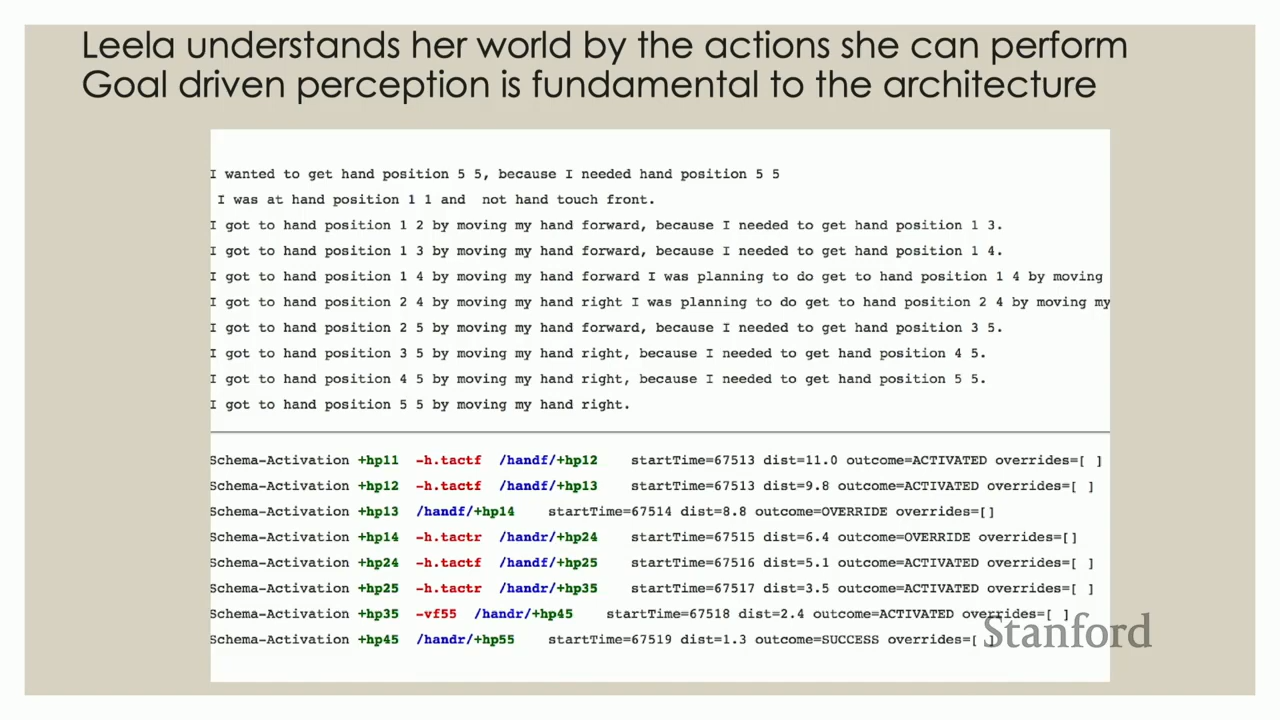 Leela understands her world by the actions she can perform
Goal driven perception is fundamental to the architecture
I wanted to get hand position 5 5, because I needed hand position 5 5
I was at hand position 1 1 and not hand touch front.
I got to hand position 1 2 by moving my hand forward, because I needed to get hand position 1 3.
I got to hand position 1 3 by moving my hand forward, because I needed to get hand position 1 4.
I got to hand position 1 4 by moving my hand forward I was planning to do get to hand position 1 4 by moving
I got to hand position 2 4 by moving my hand right I was planning to do get to hand position 2 4 by moving my
I got to hand position 2 5 by moving my hand forward, because I needed to get hand position 3 5.
I got to hand position 3 5 by moving my hand right, because I needed to get hand position 4 5.
I got to hand position 4 5 by moving my hand right, because I needed to get hand position 5 5.
I got to hand position 5 5 by moving my hand right.
Schema-Activation +hp11 -h.tactf /handf/+hp12 startTime=67513 dist=11.0 outcome=ACTIVATED overrides=[ ]
Schema-Activation +hp12 -h.tactf /handf/+hp13 startTime=67513 dist=9.8 outcome=ACTIVATED overrides=[ ]
Schema-Activation +hp13 /handf/+hp14 startTime=67514 dist=8.8 outcome=OVERRIDE overrides=[]
Schema-Activation +hp14 -h.tactr /handr/+hp24 startTime=67515 dist=6.4 outcome=OVERRIDE overrides=[]
Schema-Activation +hp24 -h.tactf /handf/+hp25 startTime=67516 dist=5.1 outcome=ACTIVATED overrides=[ ]
Schema-Activation +hp25 -h.tactr /handr/+hp35 startTime=67517 dist=3.5 outcome=ACTIVATED overrides=[ ]
Schema-Activation +hp35 -vf55 /handr/+hp45 startTime=67518 dist=2.4 outcome=ACTIVATED overrides=[ ]
Schema-Activation +hp45 /handr/+hp55 startTime=67519 dist=1.3 outcome=SUCCESS overrides=[ ]
Stanford